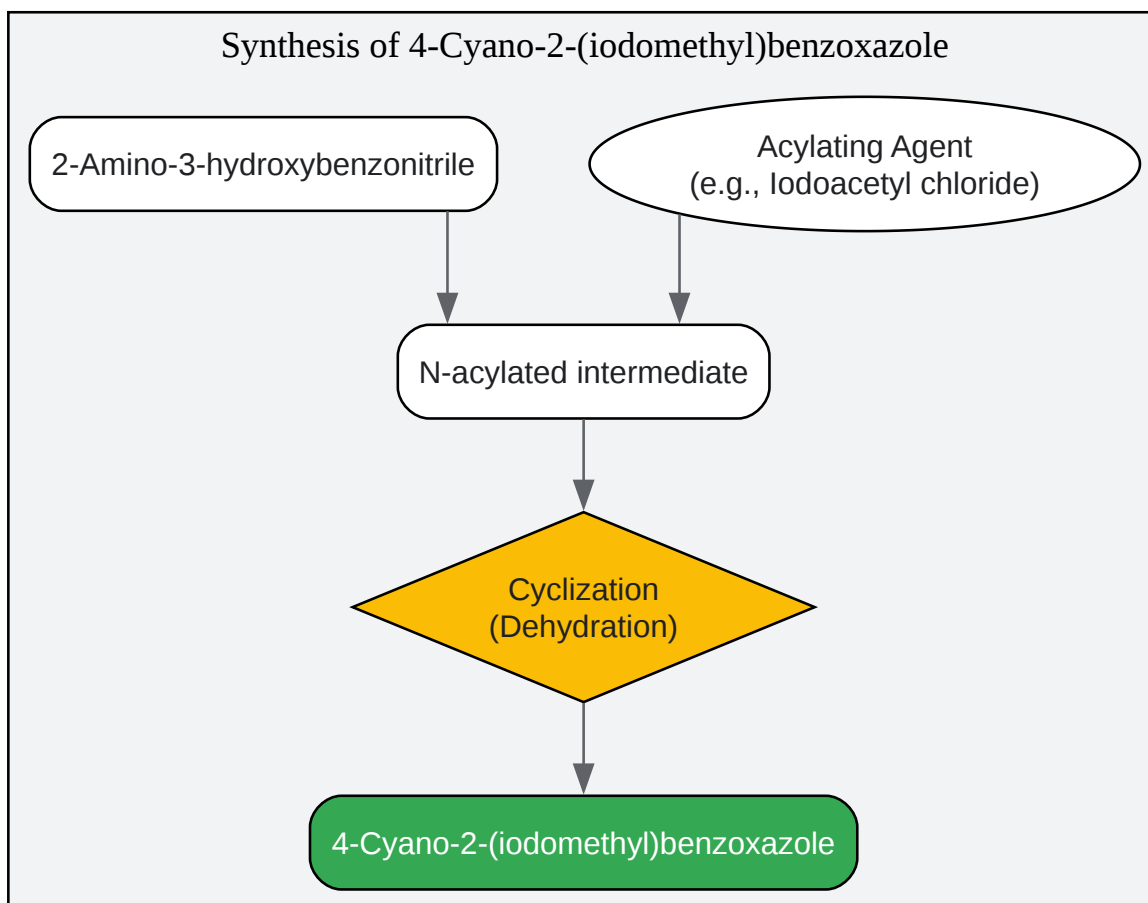 Synthesis of 4-Cyano-2-(iodomethyl)benzoxazole
2-Amino-3-hydroxybenzonitrile
Acylating Agent
(e.g., Iodoacetyl chloride)
N-acylated intermediate
Cyclization
(Dehydration)
4-Cyano-2-(iodomethyl)benzoxazole